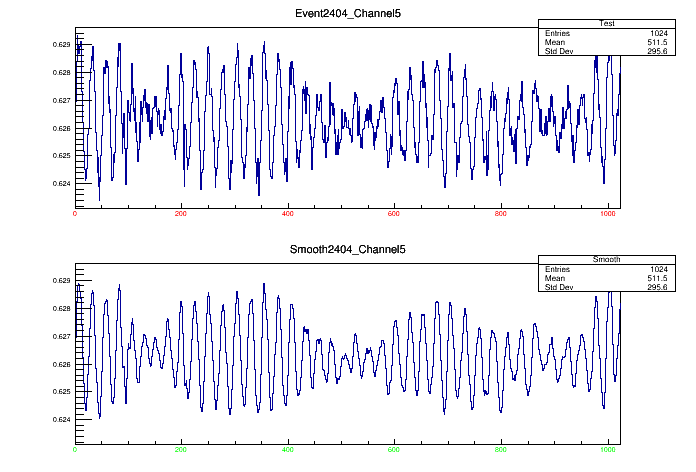 Event2404_Channel5
Test
Entries 1024
Mean 511.5
Std Dev 295.6
0.629
0.628
0.627
0.626
0.625
0.624
0 200 400 600 800 1000
Smooth2404_Channel5
Smooth
Entries 1024
Mean 511.5
Std Dev 295.6
0.629
0.628
0.627
0.626
0.625
0.624
0 200 400 600 800 1000